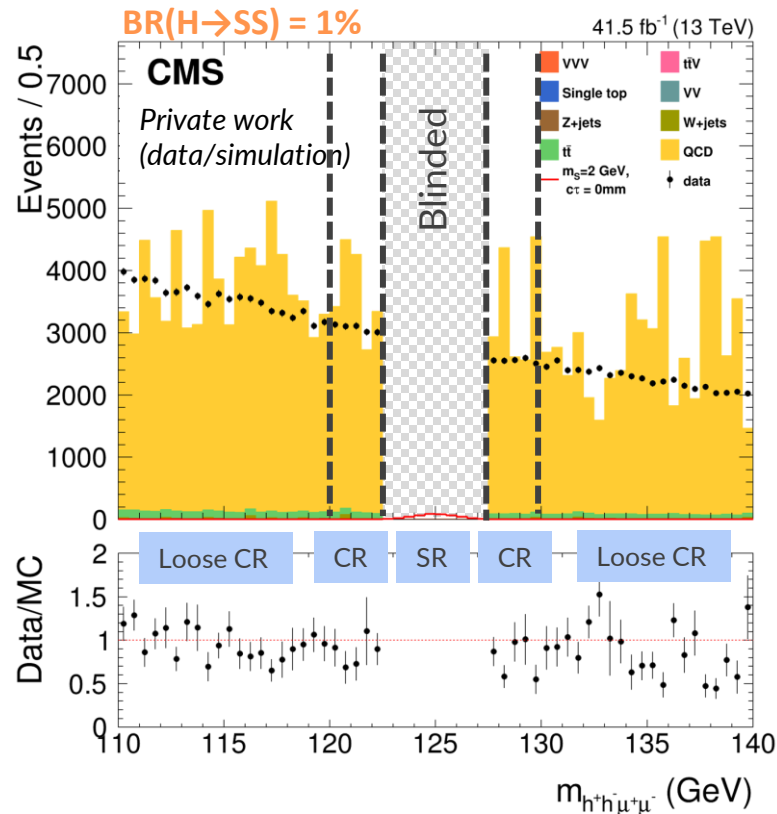 BR(H→SS) = 1%
41.5 fb⁻¹ (13 TeV)
CMS
Private work
(data/simulation)
Blinded
VVV
tt̄V
Single top
VV
Z+jets
W+jets
tt̄
QCD
m_S=2 GeV,
cτ = 0mm
data
Events / 0.5
7000
6000
5000
4000
3000
2000
1000
0
Loose CR
CR
SR
CR
Loose CR
Data/MC
2
1.5
1
0.5
0
110
115
120
125
130
135
140
m_h⁺h⁻μ⁺μ⁻ (GeV)